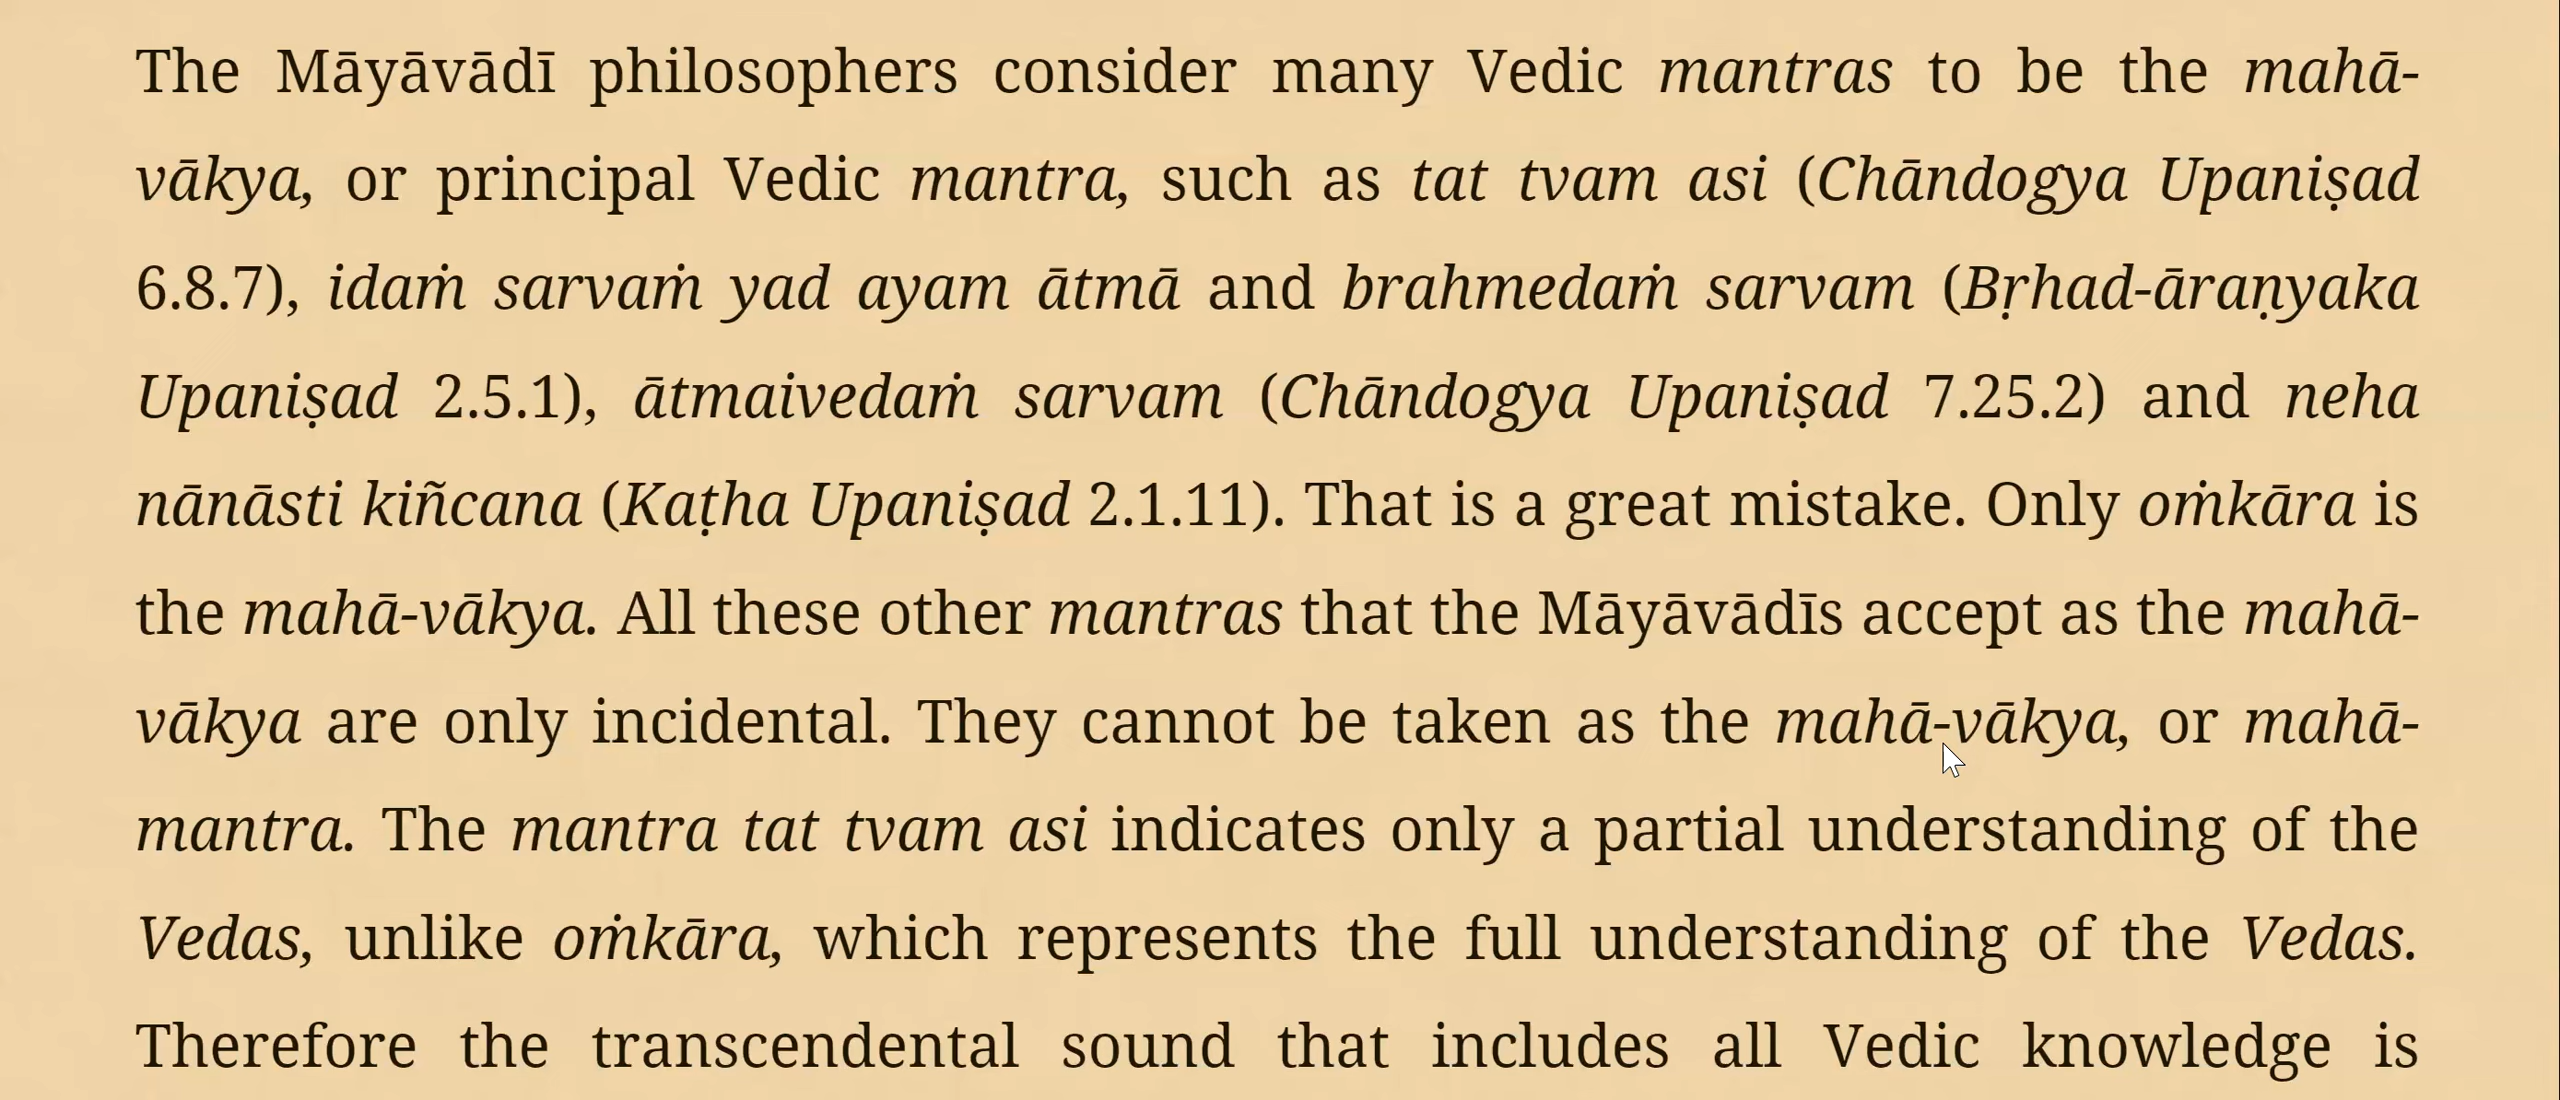 The Māyāvādī philosophers consider many Vedic mantras to be the mahā-
vākya, or principal Vedic mantra, such as tat tvam asi (Chāndogya Upaniṣad
6.8.7), idaṁ sarvaṁ yad ayam ātmā and brahmedaṁ sarvam (Bṛhad-āraṇyaka
Upaniṣad 2.5.1), ātmaivedaṁ sarvam (Chāndogya Upaniṣad 7.25.2) and neha
nānāsti kiñcana (Kaṭha Upaniṣad 2.1.11). That is a great mistake. Only oṁkāra is
the mahā-vākya. All these other mantras that the Māyāvādīs accept as the mahā-
vākya are only incidental. They cannot be taken as the mahā-vākya, or mahā-
mantra. The mantra tat tvam asi indicates only a partial understanding of the
Vedas, unlike oṁkāra, which represents the full understanding of the Vedas.
Therefore the transcendental sound that includes all Vedic knowledge is